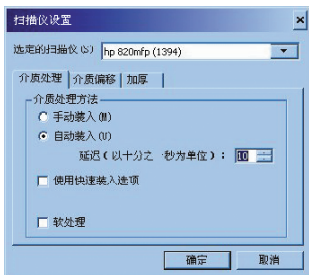 扫描仪设置
选定的扫描仪(S) hp 820mfp (1394)
介质处理 介质偏移 加厚
介质处理方法
手动装入(M)
自动装入(U)
延迟(以十分之一秒为单位): 10
使用快速装入选项
软处理
确定 取消